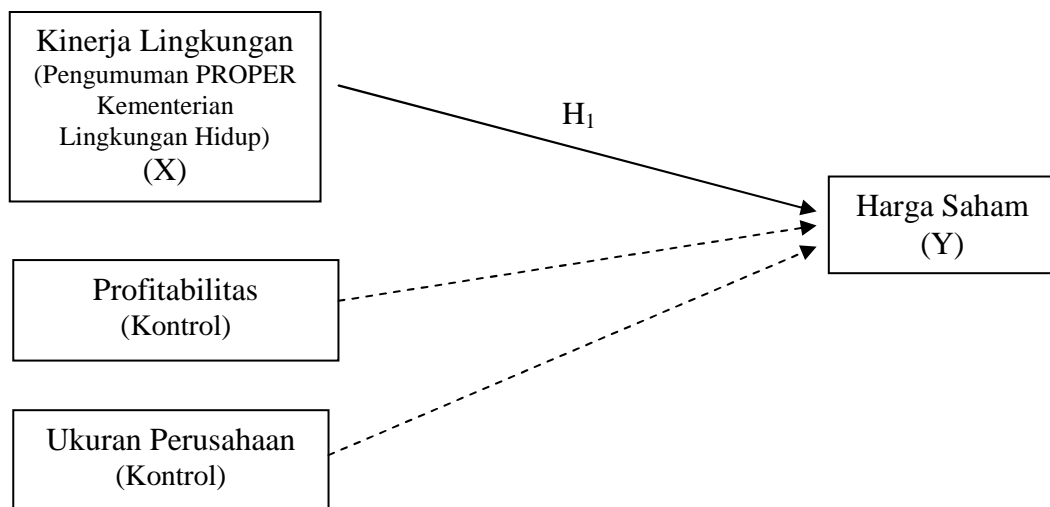 Kinerja Lingkungan
(Pengumuman PROPER
Kementerian
Lingkungan Hidup)
(X)
H₁
Harga Saham
(Y)
Profitabilitas
(Kontrol)
Ukuran Perusahaan
(Kontrol)